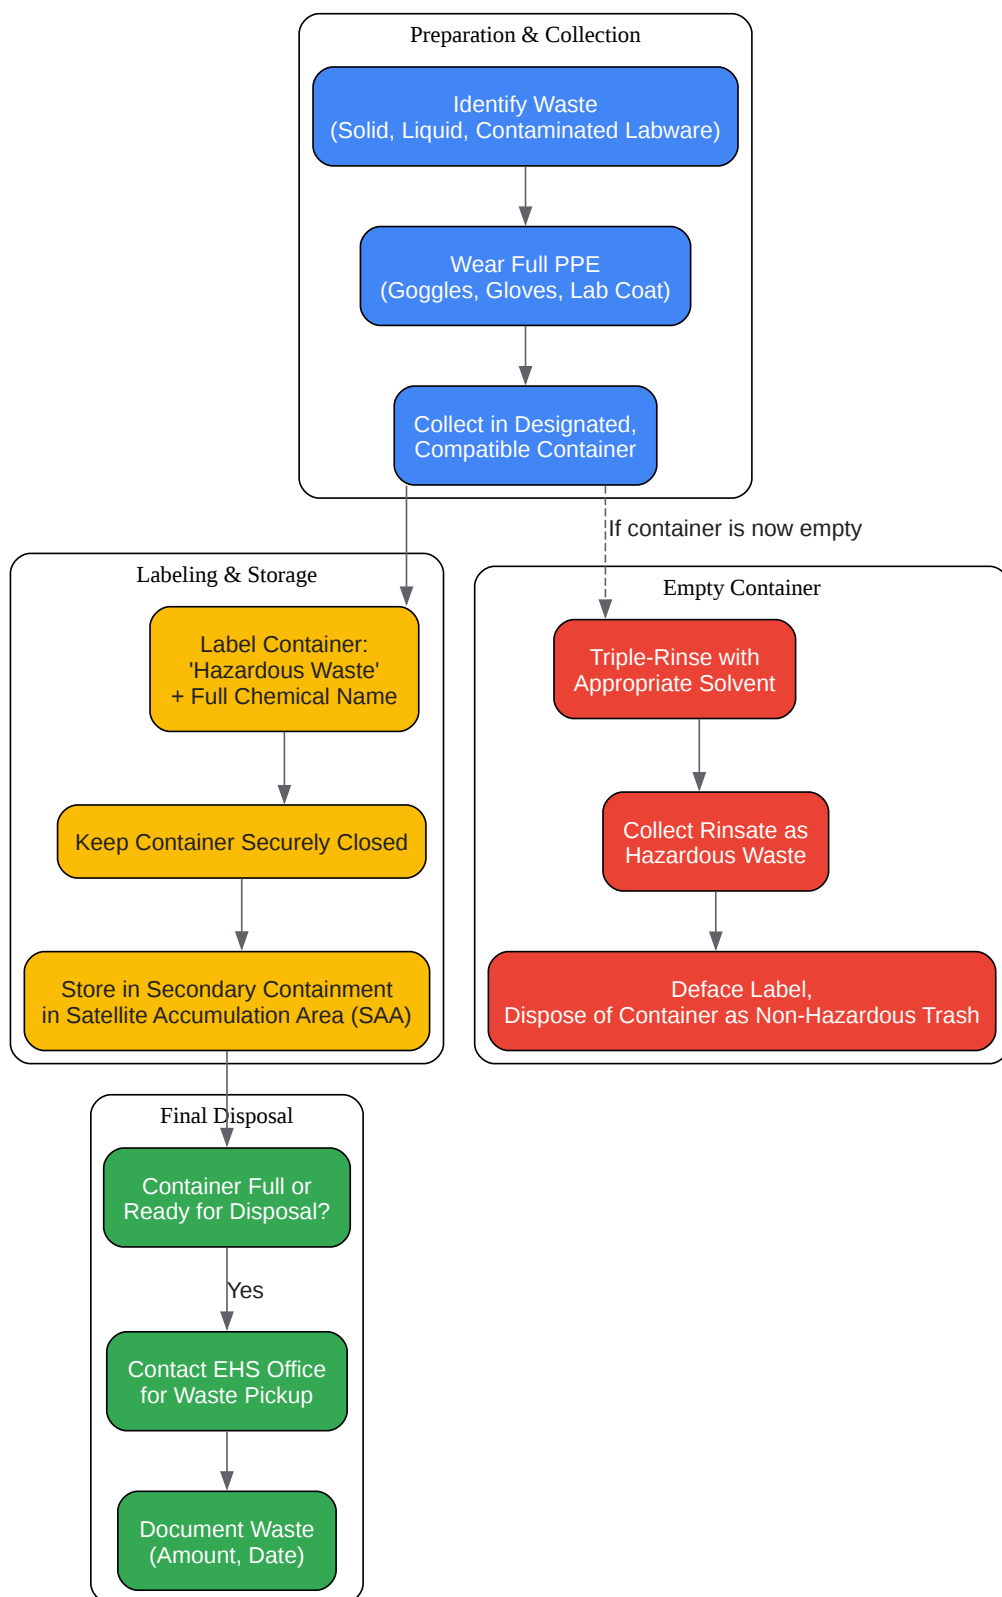 Preparation & Collection
Identify Waste
(Solid, Liquid, Contaminated Labware)
Wear Full PPE
(Goggles, Gloves, Lab Coat)
Collect in Designated,
Compatible Container
If container is now empty
Labeling & Storage
Label Container:
'Hazardous Waste'
+ Full Chemical Name
Keep Container Securely Closed
Store in Secondary Containment
in Satellite Accumulation Area (SAA)
Empty Container
Triple-Rinse with
Appropriate Solvent
Collect Rinsate as
Hazardous Waste
Deface Label,
Dispose of Container as Non-Hazardous Trash
Final Disposal
Container Full or
Ready for Disposal?
Yes
Contact EHS Office
for Waste Pickup
Document Waste
(Amount, Date)